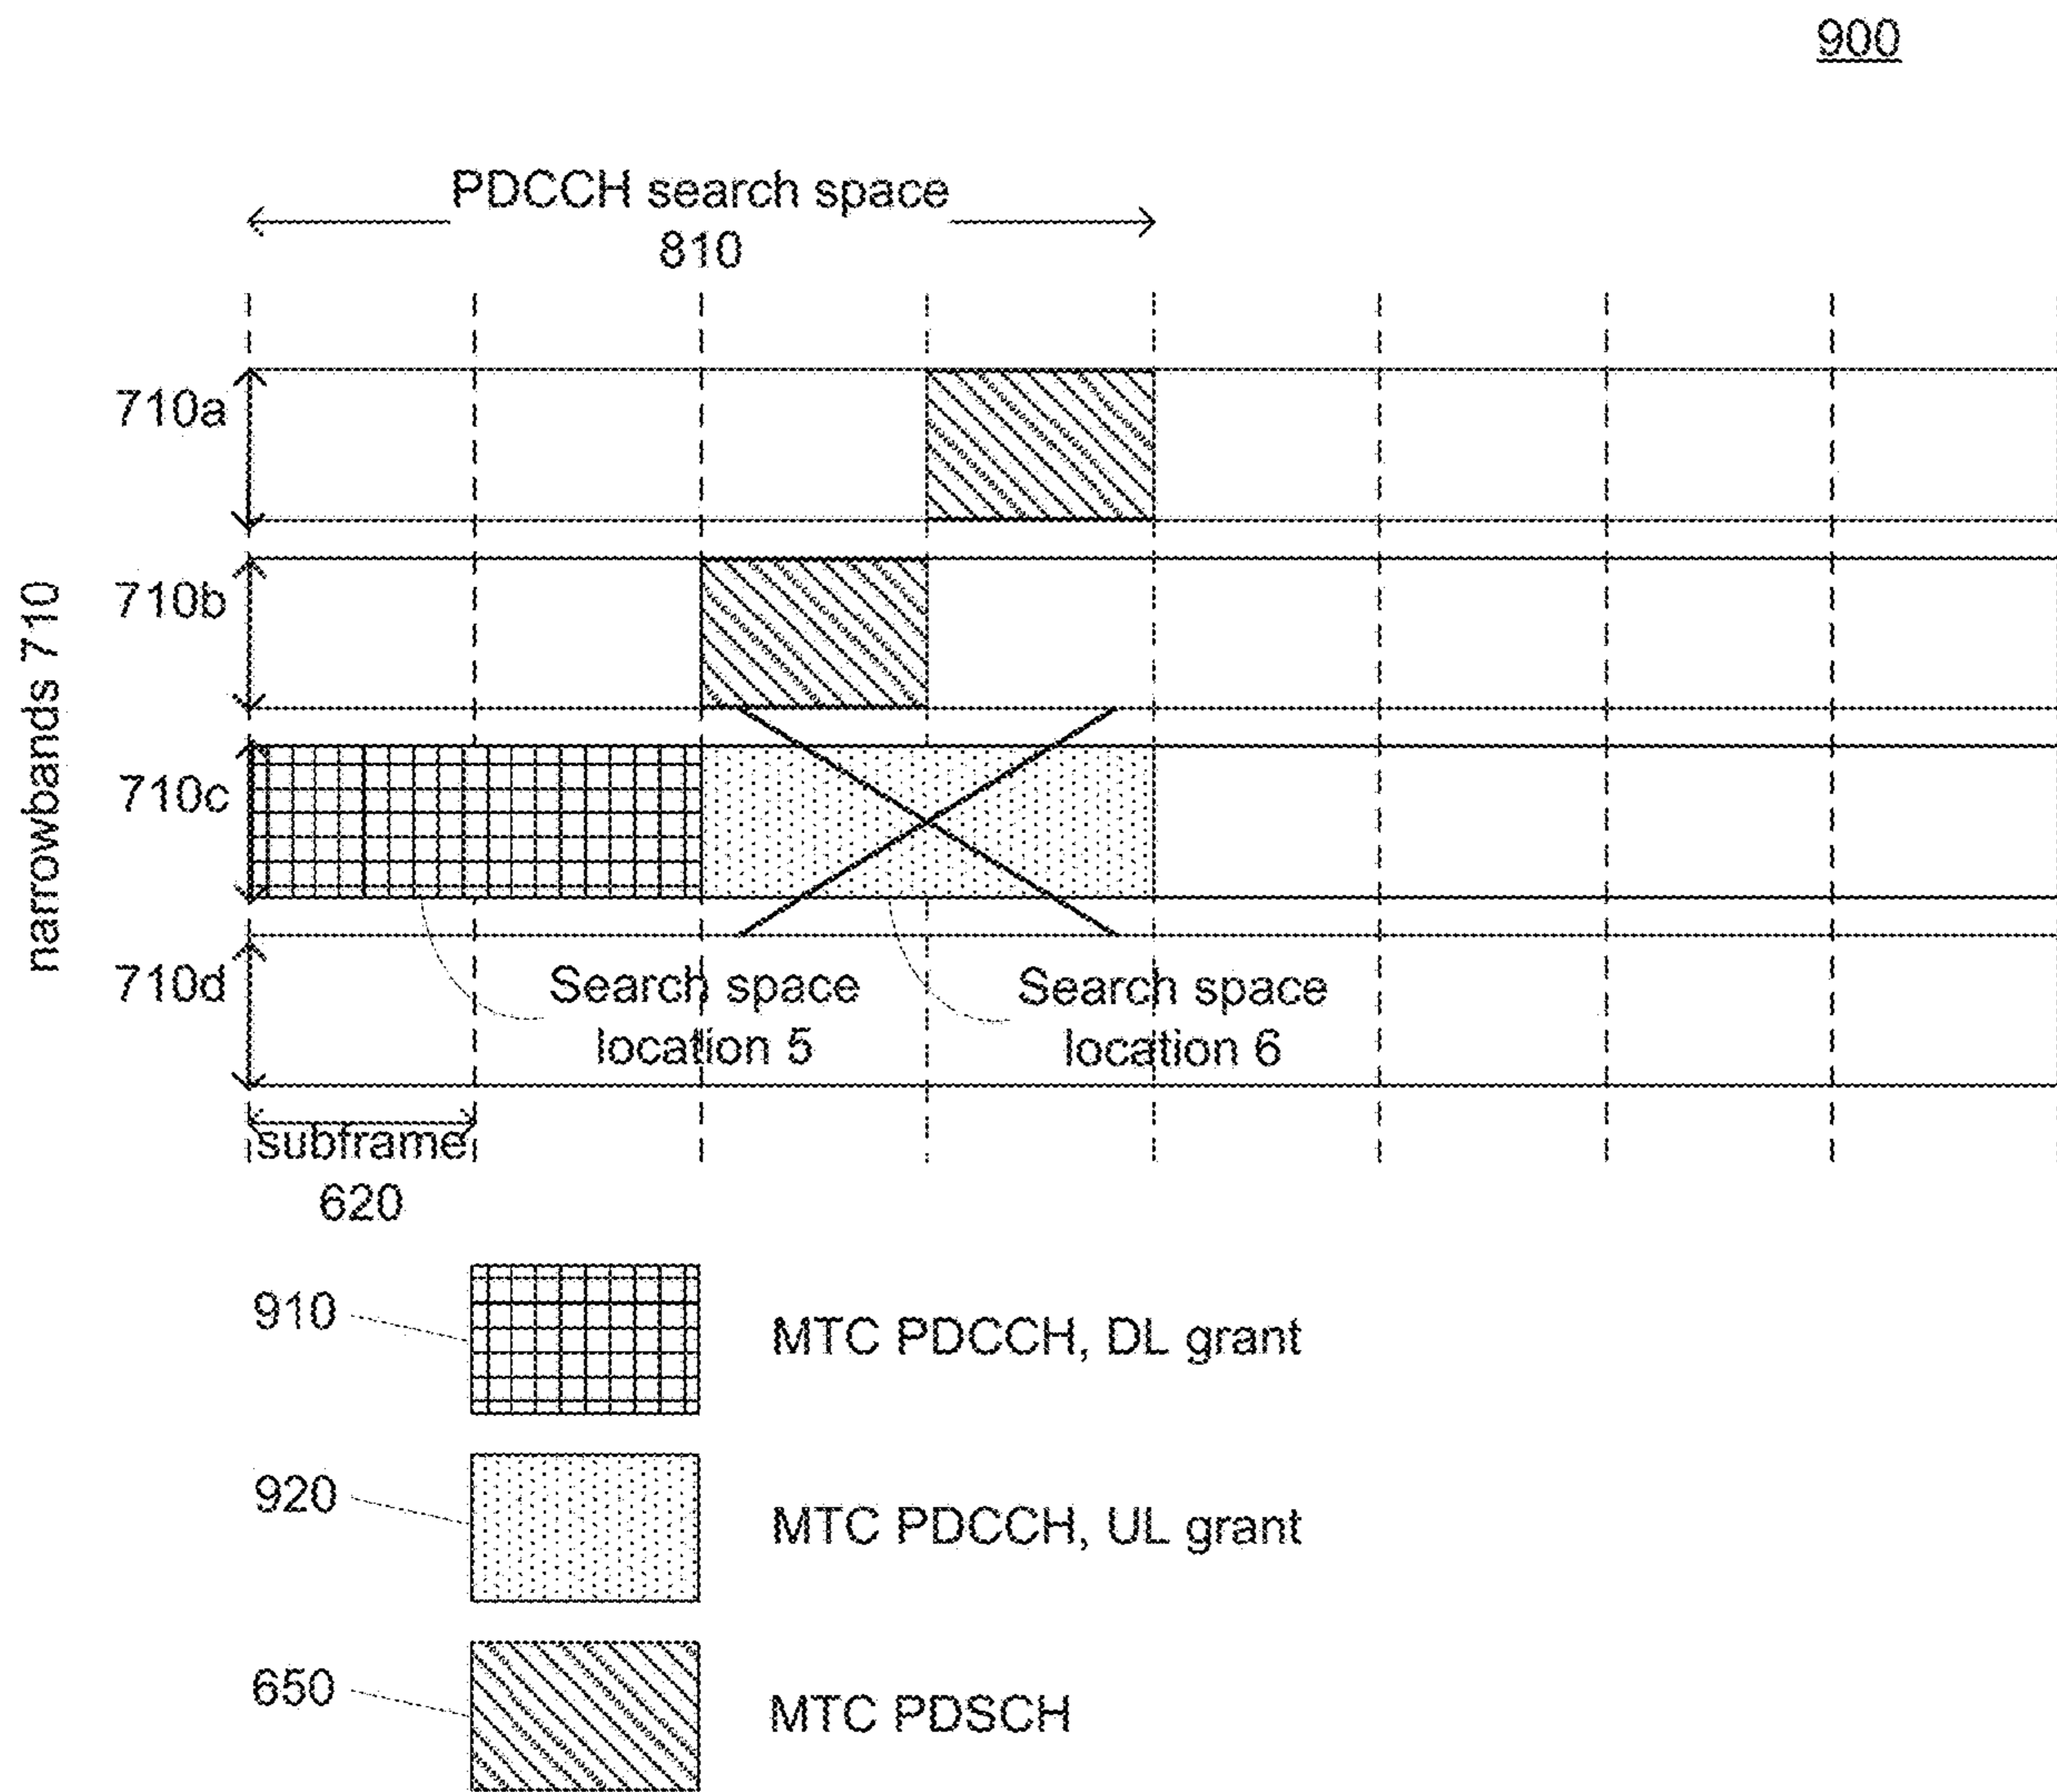 900
PDCCH search space
810
710a
710b
narrowbands 710
710c
710d
Search space
location 5
Search space
location 6
subframe
620
910
MTC PDCCH, DL grant
920
MTC PDCCH, UL grant
650
MTC PDSCH